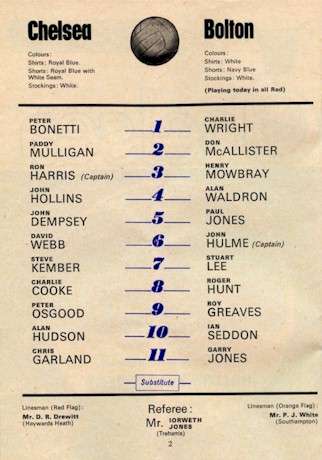 Chelsea
Colours:
Shirts: Royal Blue.
Shorts: Royal Blue with
White Seam.
Stockings: White.
Bolton
Colours:
Shirts: White
Shorts: Navy Blue
Stockings: White.
(Playing today in all Red)
PETER BONETTI 1 CHARLIE WRIGHT
PADDY MULLIGAN 2 DON McALLISTER
RON HARRIS (Captain) 3 HENRY MOWBRAY
JOHN HOLLINS 4 ALAN WALDRON
JOHN DEMPSEY 5 PAUL JONES
DAVID WEBB 6 JOHN HULME (Captain)
STEVE KEMBER 7 STUART LEE
CHARLIE COOKE 8 ROGER HUNT
PETER OSGOOD 9 ROY GREAVES
ALAN HUDSON 10 IAN SEDDON
CHRIS GARLAND 11 GARRY JONES
Substitute
Linesman (Red Flag):
Mr. D. R. Drewitt
(Haywards Heath)
Referee:
Mr. IORWETH JONES
(Treharris)
Linesman (Orange Flag):
Mr. P. J. White
(Southampton)
2